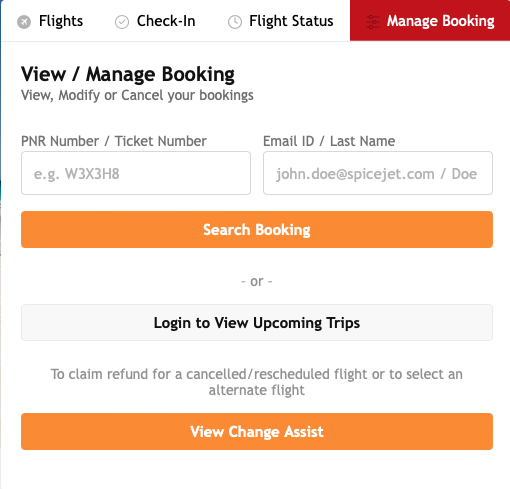 Flights Check-In Flight Status Manage Booking
View / Manage Booking
View, Modify or Cancel your bookings
PNR Number / Ticket Number Email ID / Last Name
e.g. W3X3H8 john.doe@spicejet.com / Doe
Search Booking
- or -
Login to View Upcoming Trips
To claim refund for a cancelled/rescheduled flight or to select an
alternate flight
View Change Assist